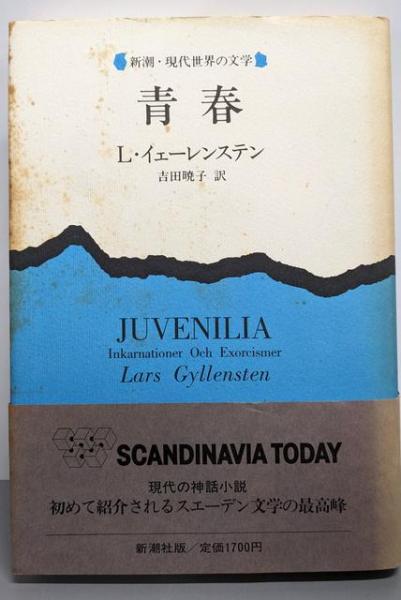 新潮・現代世界の文学
青春
L・イェーレンステン
吉田暁子 訳
JUVENILIA
Inkarnationer Och Exorcismer
Lars Gyllensten
SCANDINAVIA TODAY
現代の神話小説
初めて紹介されるスエーデン文学の最高峰
新潮社版／定価1700円